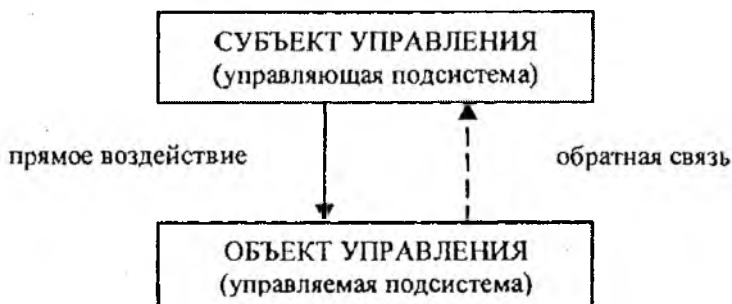 СУБЪЕКТ УПРАВЛЕНИЯ
(управляющая подсистема)
прямое воздействие
обратная связь
ОБЪЕКТ УПРАВЛЕНИЯ
(управляемая подсистема)